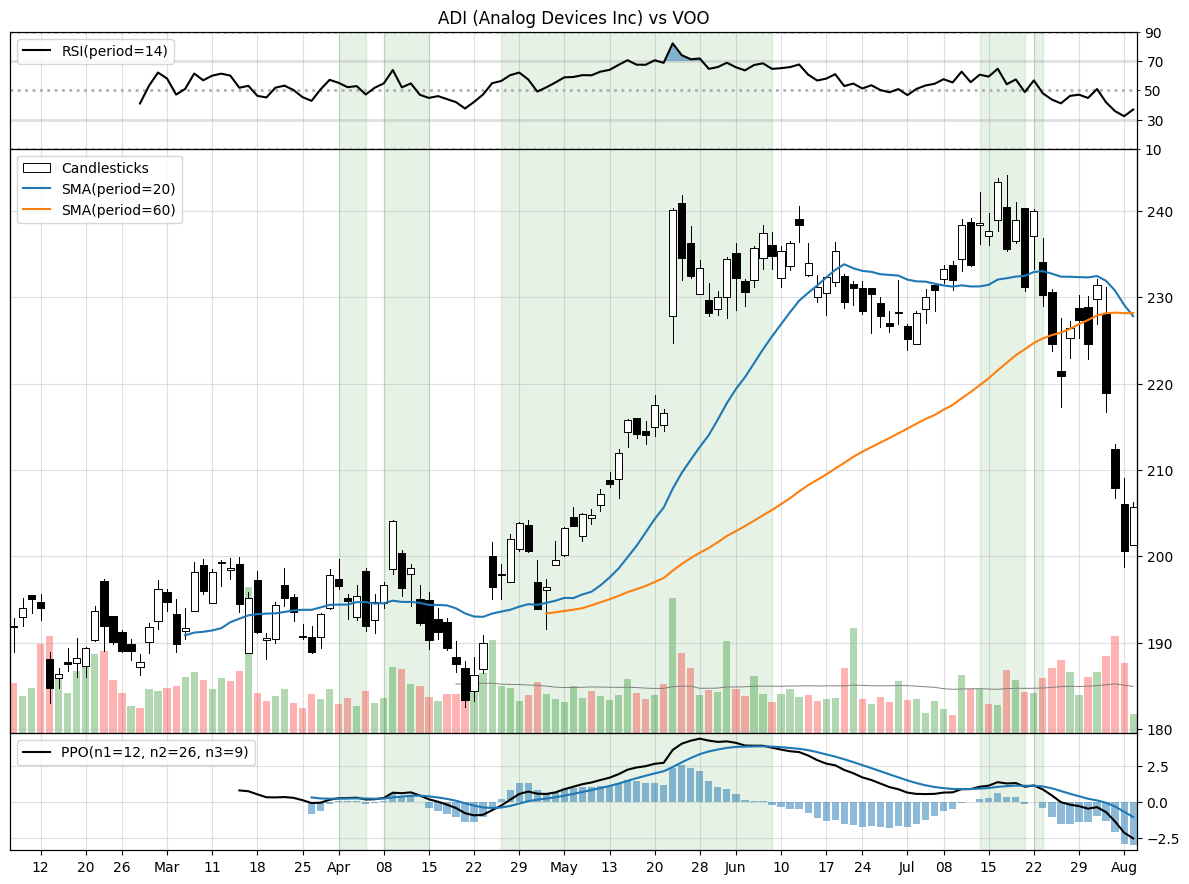 ADI (Analog Devices Inc) vs VOO
RSI(period=14)
90
70
50
30
10
Candlesticks
SMA(period=20)
SMA(period=60)
240
230
220
210
200
190
180
PPO(n1=12, n2=26, n3=9)
2.5
0.0
−2.5
12 20 26 Mar 11 18 25 Apr 08 15 22 29 May 13 20 28 Jun 10 17 24 Jul 08 15 22 29 Aug